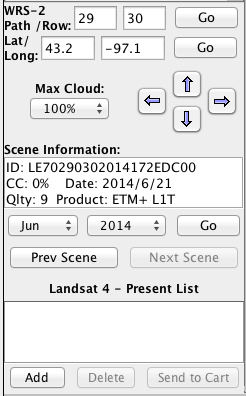 WRS-2
Path /Row: 29 30 Go
Lat/
Long: 43.2 -97.1 Go
Max Cloud:
100%
Scene Information:
ID: LE70290302014172EDC00
CC: 0% Date: 2014/6/21
Qlty: 9 Product: ETM+ L1T
Jun 2014 Go
Prev Scene Next Scene
Landsat 4 - Present List
Add Delete Send to Cart